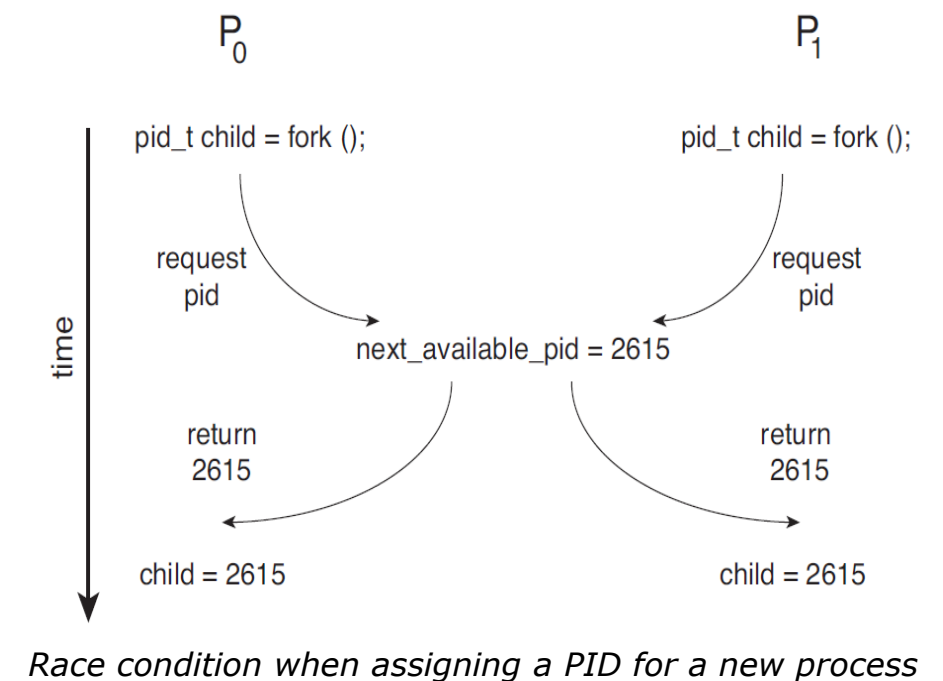 P0 P1
pid_t child = fork (); pid_t child = fork ();
request request
pid pid
time
next_available_pid = 2615
return return
2615 2615
child = 2615 child = 2615
Race condition when assigning a PID for a new process